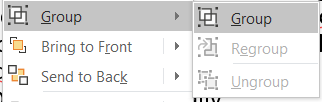 Group
Bring to Front
Send to Back
Group
Regroup
Ungroup